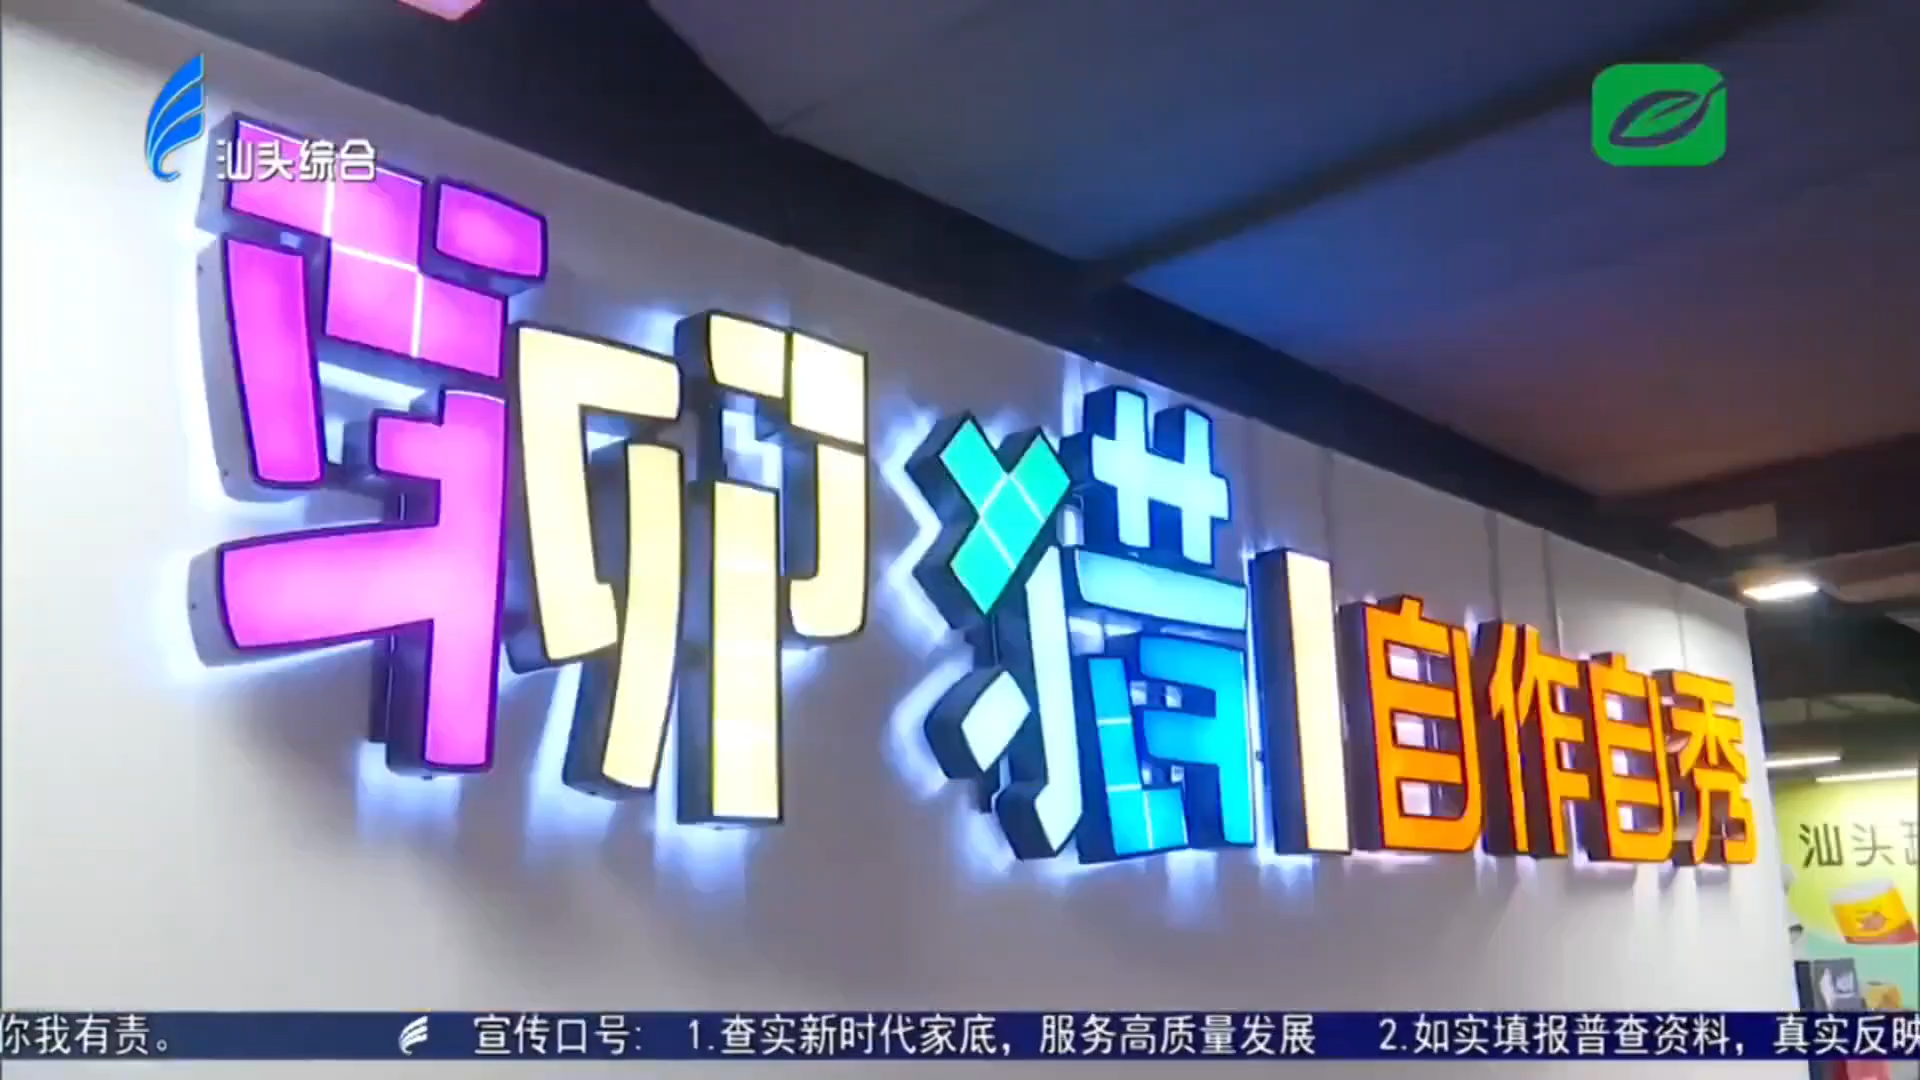 汕头综合
自作自秀
汕头
你我有责。 宣传口号: 1.查实新时代家底，服务高质量发展 2.如实填报普查资料，真实反映